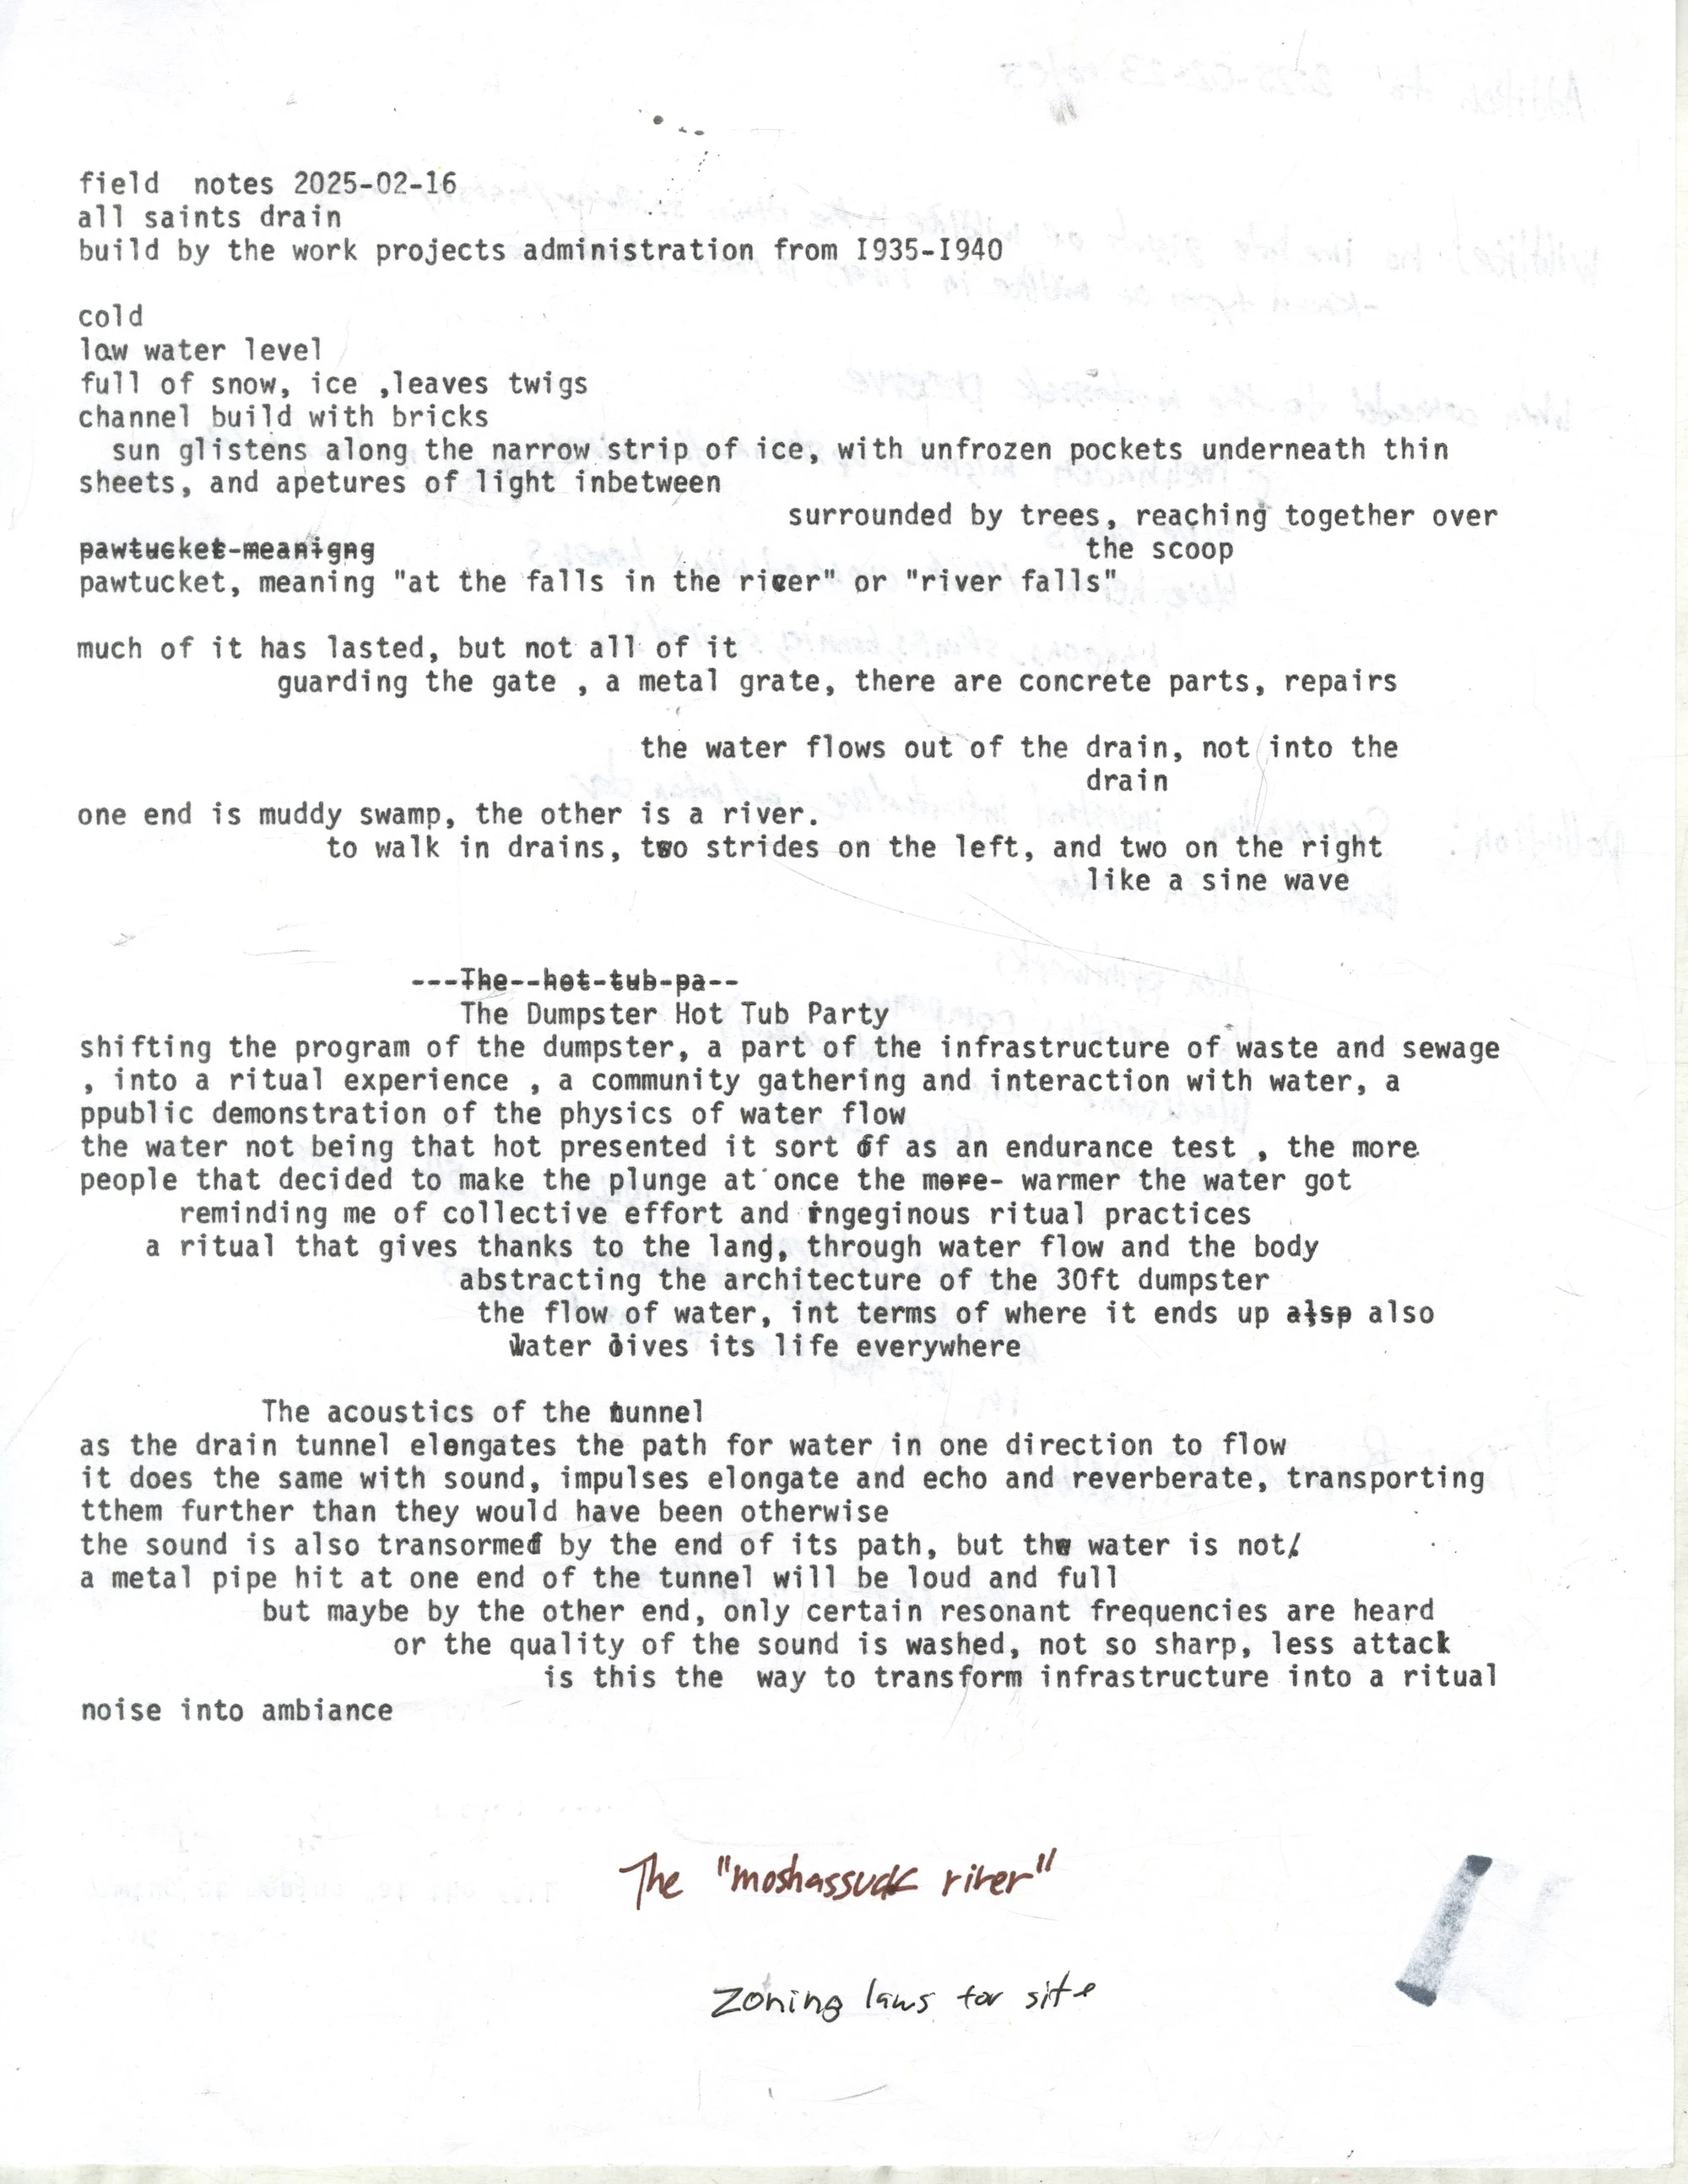 field  notes 2025-02-16
all saints drain
build by the work projects administration from I935-I940
cold
low water level
full of snow, ice ,leaves twigs
channel build with bricks
sun glistens along the narrow strip of ice, with unfrozen pockets underneath thin
sheets, and apetures of light inbetween
surrounded by trees, reaching together over
the scoop
pawtucket-meanigng
pawtucket, meaning "at the falls in the river" or "river falls"
much of it has lasted, but not all of it
guarding the gate , a metal grate, there are concrete parts, repairs
the water flows out of the drain, not into the
drain
one end is muddy swamp, the other is a river.
to walk in drains, two strides on the left, and two on the right
like a sine wave
---The--hot-tub-pa--
The Dumpster Hot Tub Party
shifting the program of the dumpster, a part of the infrastructure of waste and sewage
, into a ritual experience , a community gathering and interaction with water, a
ppublic demonstration of the physics of water flow
the water not being that hot presented it sort of as an endurance test , the more
people that decided to make the plunge at once the more- warmer the water got
reminding me of collective effort and ingeginous ritual practices
a ritual that gives thanks to the land, through water flow and the body
abstracting the architecture of the 30ft dumpster
the flow of water, int terms of where it ends up alsp also
water gives its life everywhere
The acoustics of the tunnel
as the drain tunnel elongates the path for water in one direction to flow
it does the same with sound, impulses elongate and echo and reverberate, transporting
tthem further than they would have been otherwise
the sound is also transormed by the end of its path, but the water is not/
a metal pipe hit at one end of the tunnel will be loud and full
but maybe by the other end, only certain resonant frequencies are heard
or the quality of the sound is washed, not so sharp, less attack
is this the  way to transform infrastructure into a ritual
noise into ambiance
The "moshassuck river"
Zoning laws for site